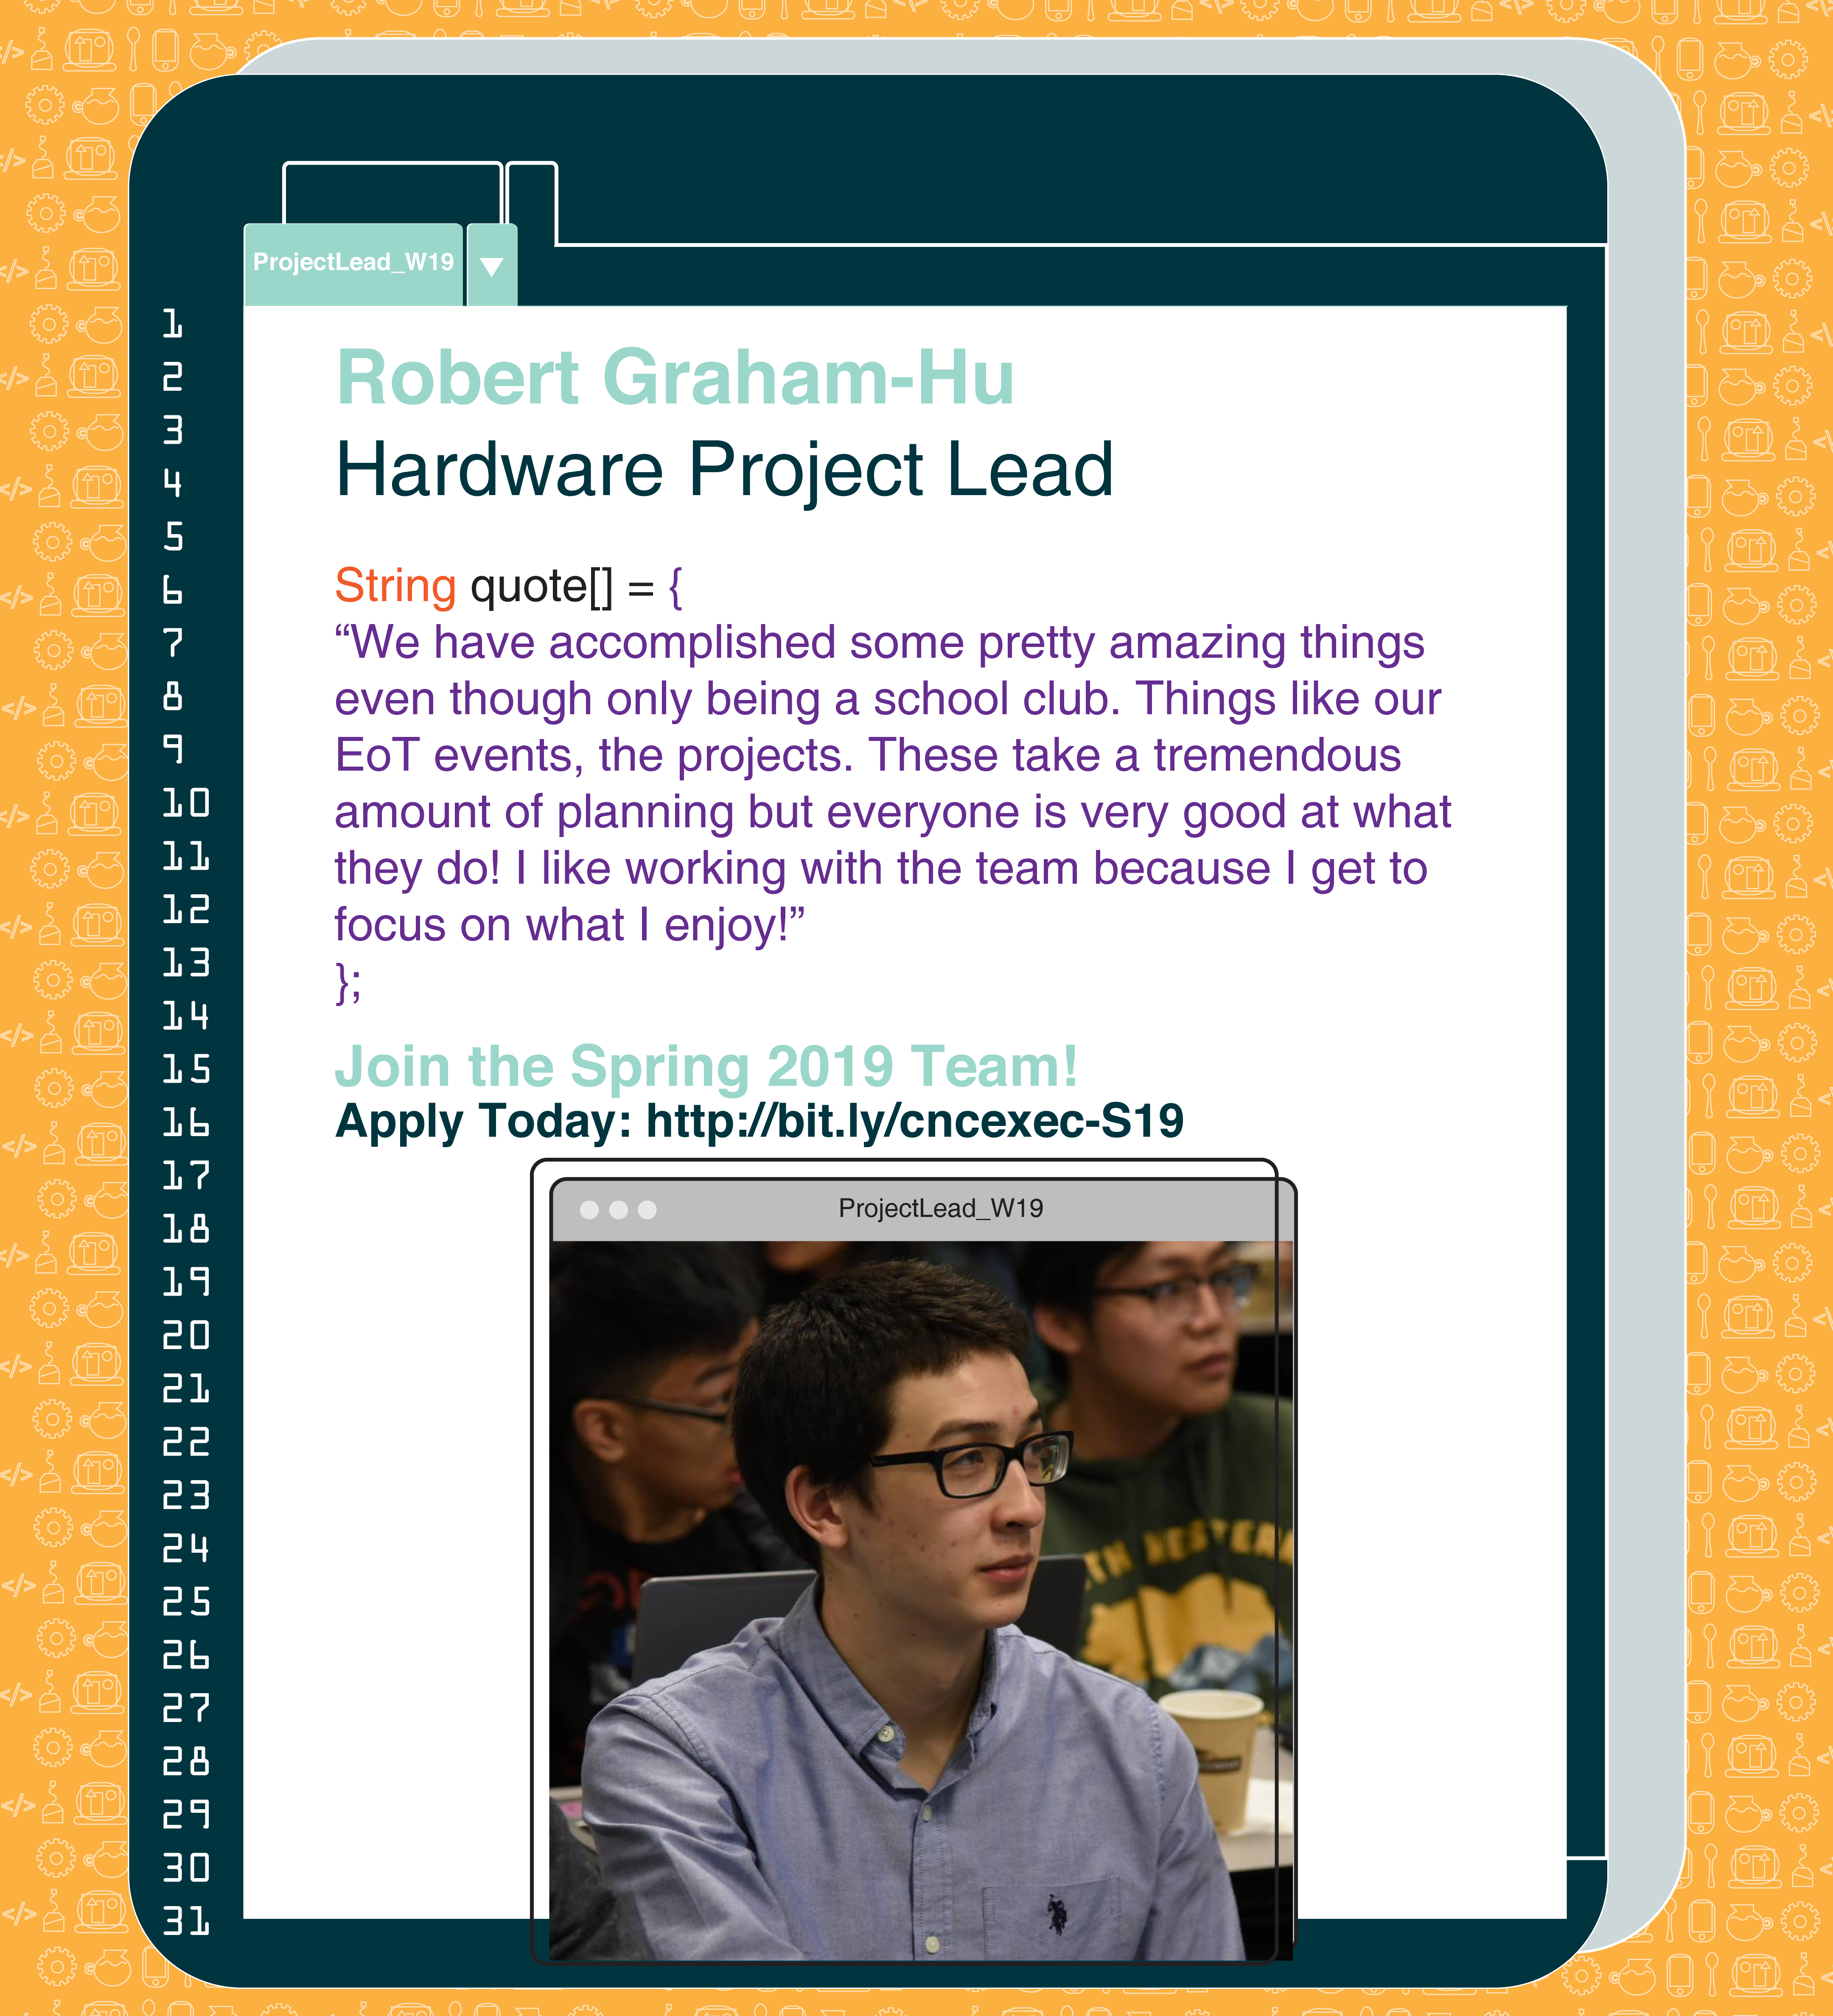 ProjectLead_W19
1
2
3
4
5
6
7
8
9
10
11
12
13
14
15
16
17
18
19
20
21
22
23
24
25
26
27
28
29
30
31
Robert Graham-Hu
Hardware Project Lead
String quote[] = {
“We have accomplished some pretty amazing things
even though only being a school club. Things like our
EoT events, the projects. These take a tremendous
amount of planning but everyone is very good at what
they do! I like working with the team because I get to
focus on what I enjoy!”
};
Join the Spring 2019 Team!
Apply Today: http://bit.ly/cncexec-S19
ProjectLead_W19